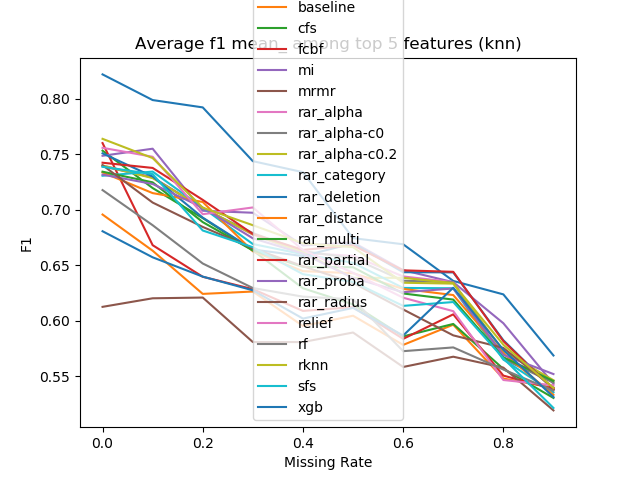 baseline
cfs
fcbf
mi
mrmr
rar_alpha
rar_alpha-c0
rar_alpha-c0.2
rar_category
rar_deletion
rar_distance
rar_multi
rar_partial
rar_proba
rar_radius
relief
rf
rknn
sfs
xgb
Average f1 mean_ among top 5 features (knn)
F1
0.80
0.75
0.70
0.65
0.60
0.55
0.0 0.2 0.4 0.6 0.8
Missing Rate